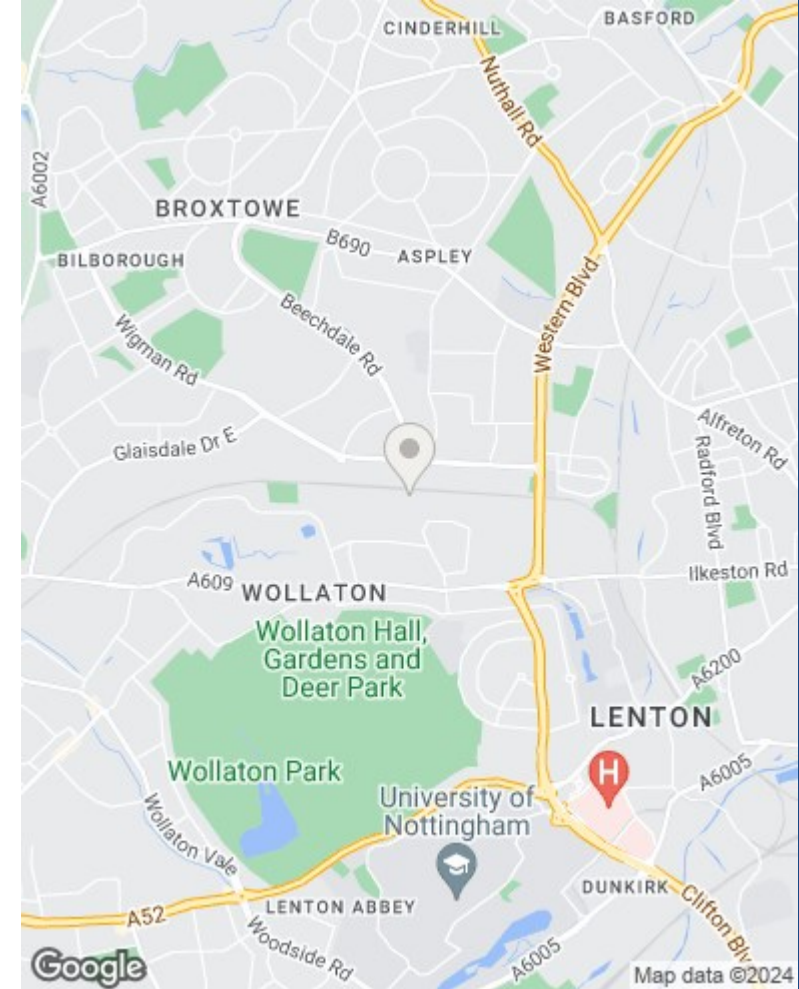 CINDERHILL
BASFORD
Nuthall Rd
A6002
BROXTOWE
B690
ASPLEY
BILBOROUGH
Western Blvd
Beechdale Rd
Wigman Rd
Alfreton Rd
Glaisdale Dr E
Radford Blvd
Ilkeston Rd
A609
WOLLATON
Wollaton Hall,
Gardens and
Deer Park
A6200
LENTON
Wollaton Park
H
A6005
University of
Nottingham
Wollaton Vale
DUNKIRK
LENTON ABBEY
A52
Clifton Blv
Woodside Rd
A6005
Google
Map data ©2024